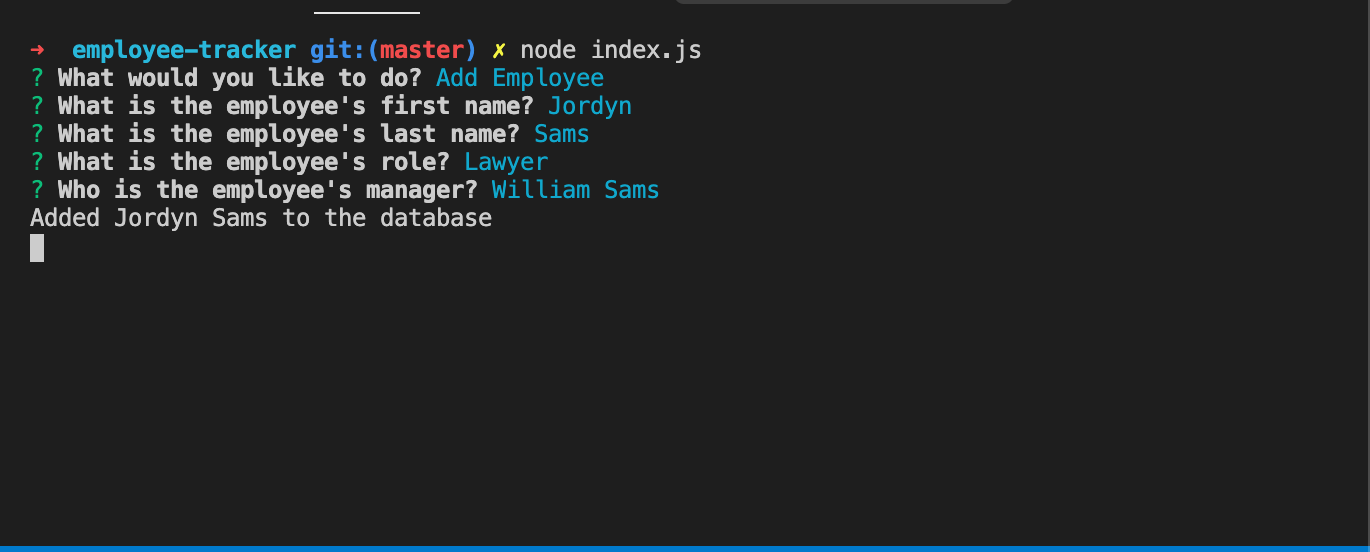 ➜  employee-tracker git:(master) ✗ node index.js
? What would you like to do? Add Employee
? What is the employee's first name? Jordyn
? What is the employee's last name? Sams
? What is the employee's role? Lawyer
? Who is the employee's manager? William Sams
Added Jordyn Sams to the database